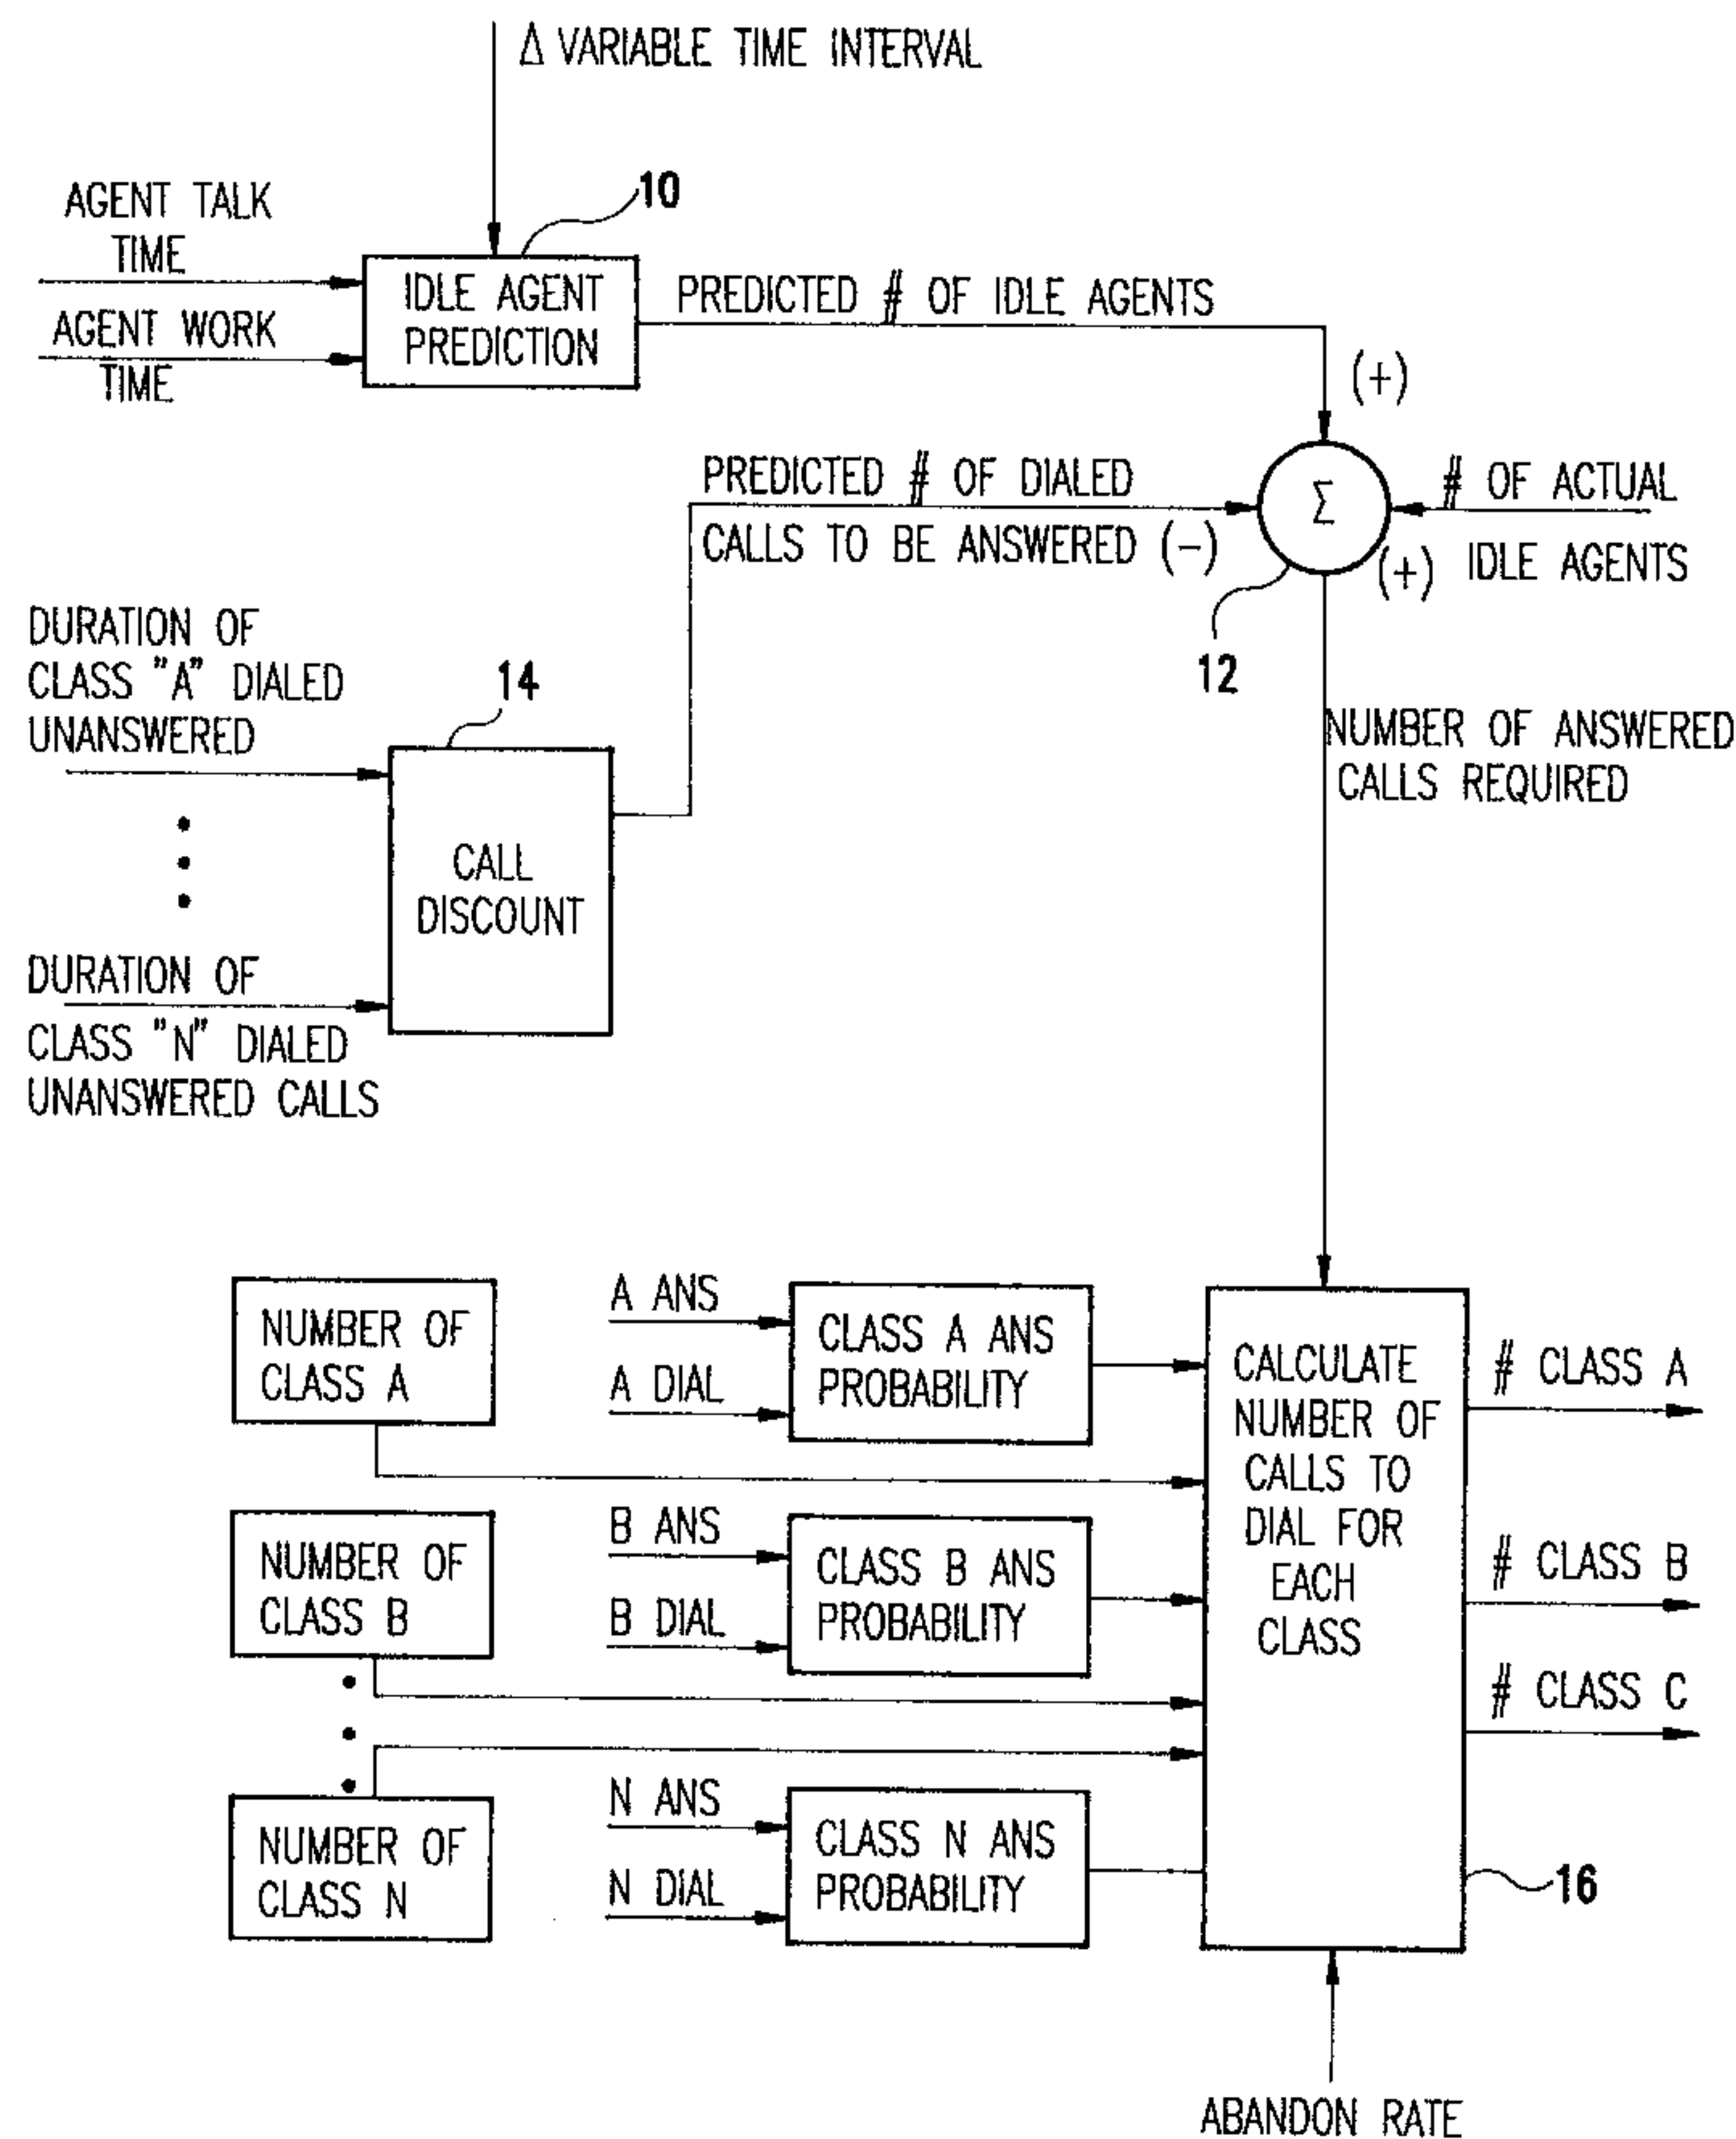 Δ VARIABLE TIME INTERVAL
AGENT TALK
TIME
10
AGENT WORK
TIME
IDLE AGENT
PREDICTION
PREDICTED # OF IDLE AGENTS
(+)
PREDICTED # OF DIALED
CALLS TO BE ANSWERED (-)
Σ
# OF ACTUAL
IDLE AGENTS
(+)
12
DURATION OF
CLASS "A" DIALED
UNANSWERED
14
NUMBER OF ANSWERED
CALLS REQUIRED
CALL
DISCOUNT
DURATION OF
CLASS "N" DIALED
UNANSWERED CALLS
NUMBER OF
CLASS A
A ANS
A DIAL
CLASS A ANS
PROBABILITY
CALCULATE
NUMBER OF
CALLS TO
DIAL FOR
EACH
CLASS
# CLASS A
NUMBER OF
CLASS B
B ANS
B DIAL
CLASS B ANS
PROBABILITY
# CLASS B
# CLASS C
NUMBER OF
CLASS N
N ANS
N DIAL
CLASS N ANS
PROBABILITY
16
ABANDON RATE